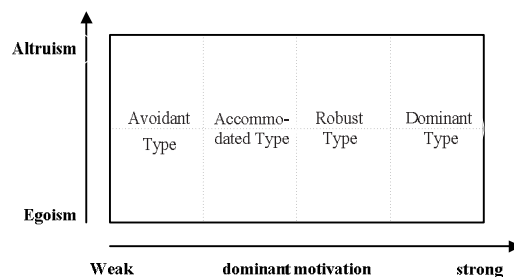 Altruism
Avoidant
Type
Accommo-
dated Type
Robust
Type
Dominant
Type
Egoism
Weak dominant motivation strong